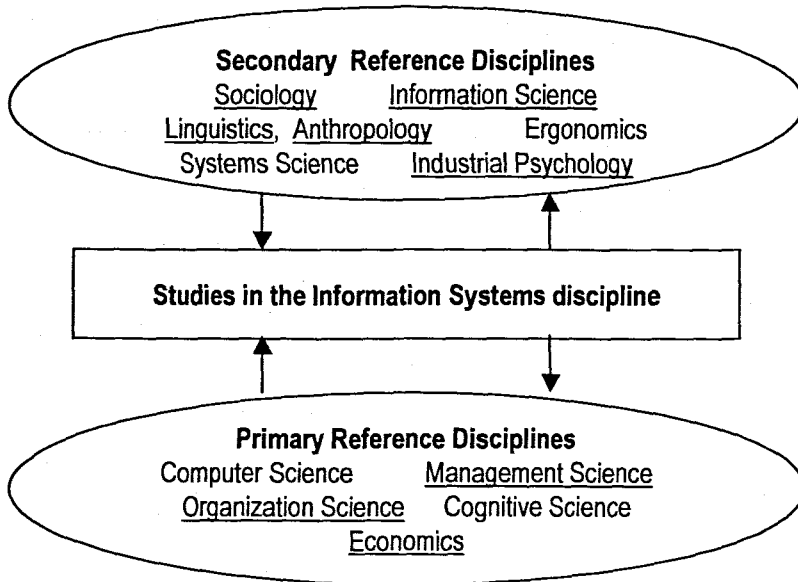 Secondary Reference Disciplines
Sociology Information Science
Linguistics, Anthropology Ergonomics
Systems Science Industrial Psychology
Studies in the Information Systems discipline
Primary Reference Disciplines
Computer Science Management Science
Organization Science Cognitive Science
Economics